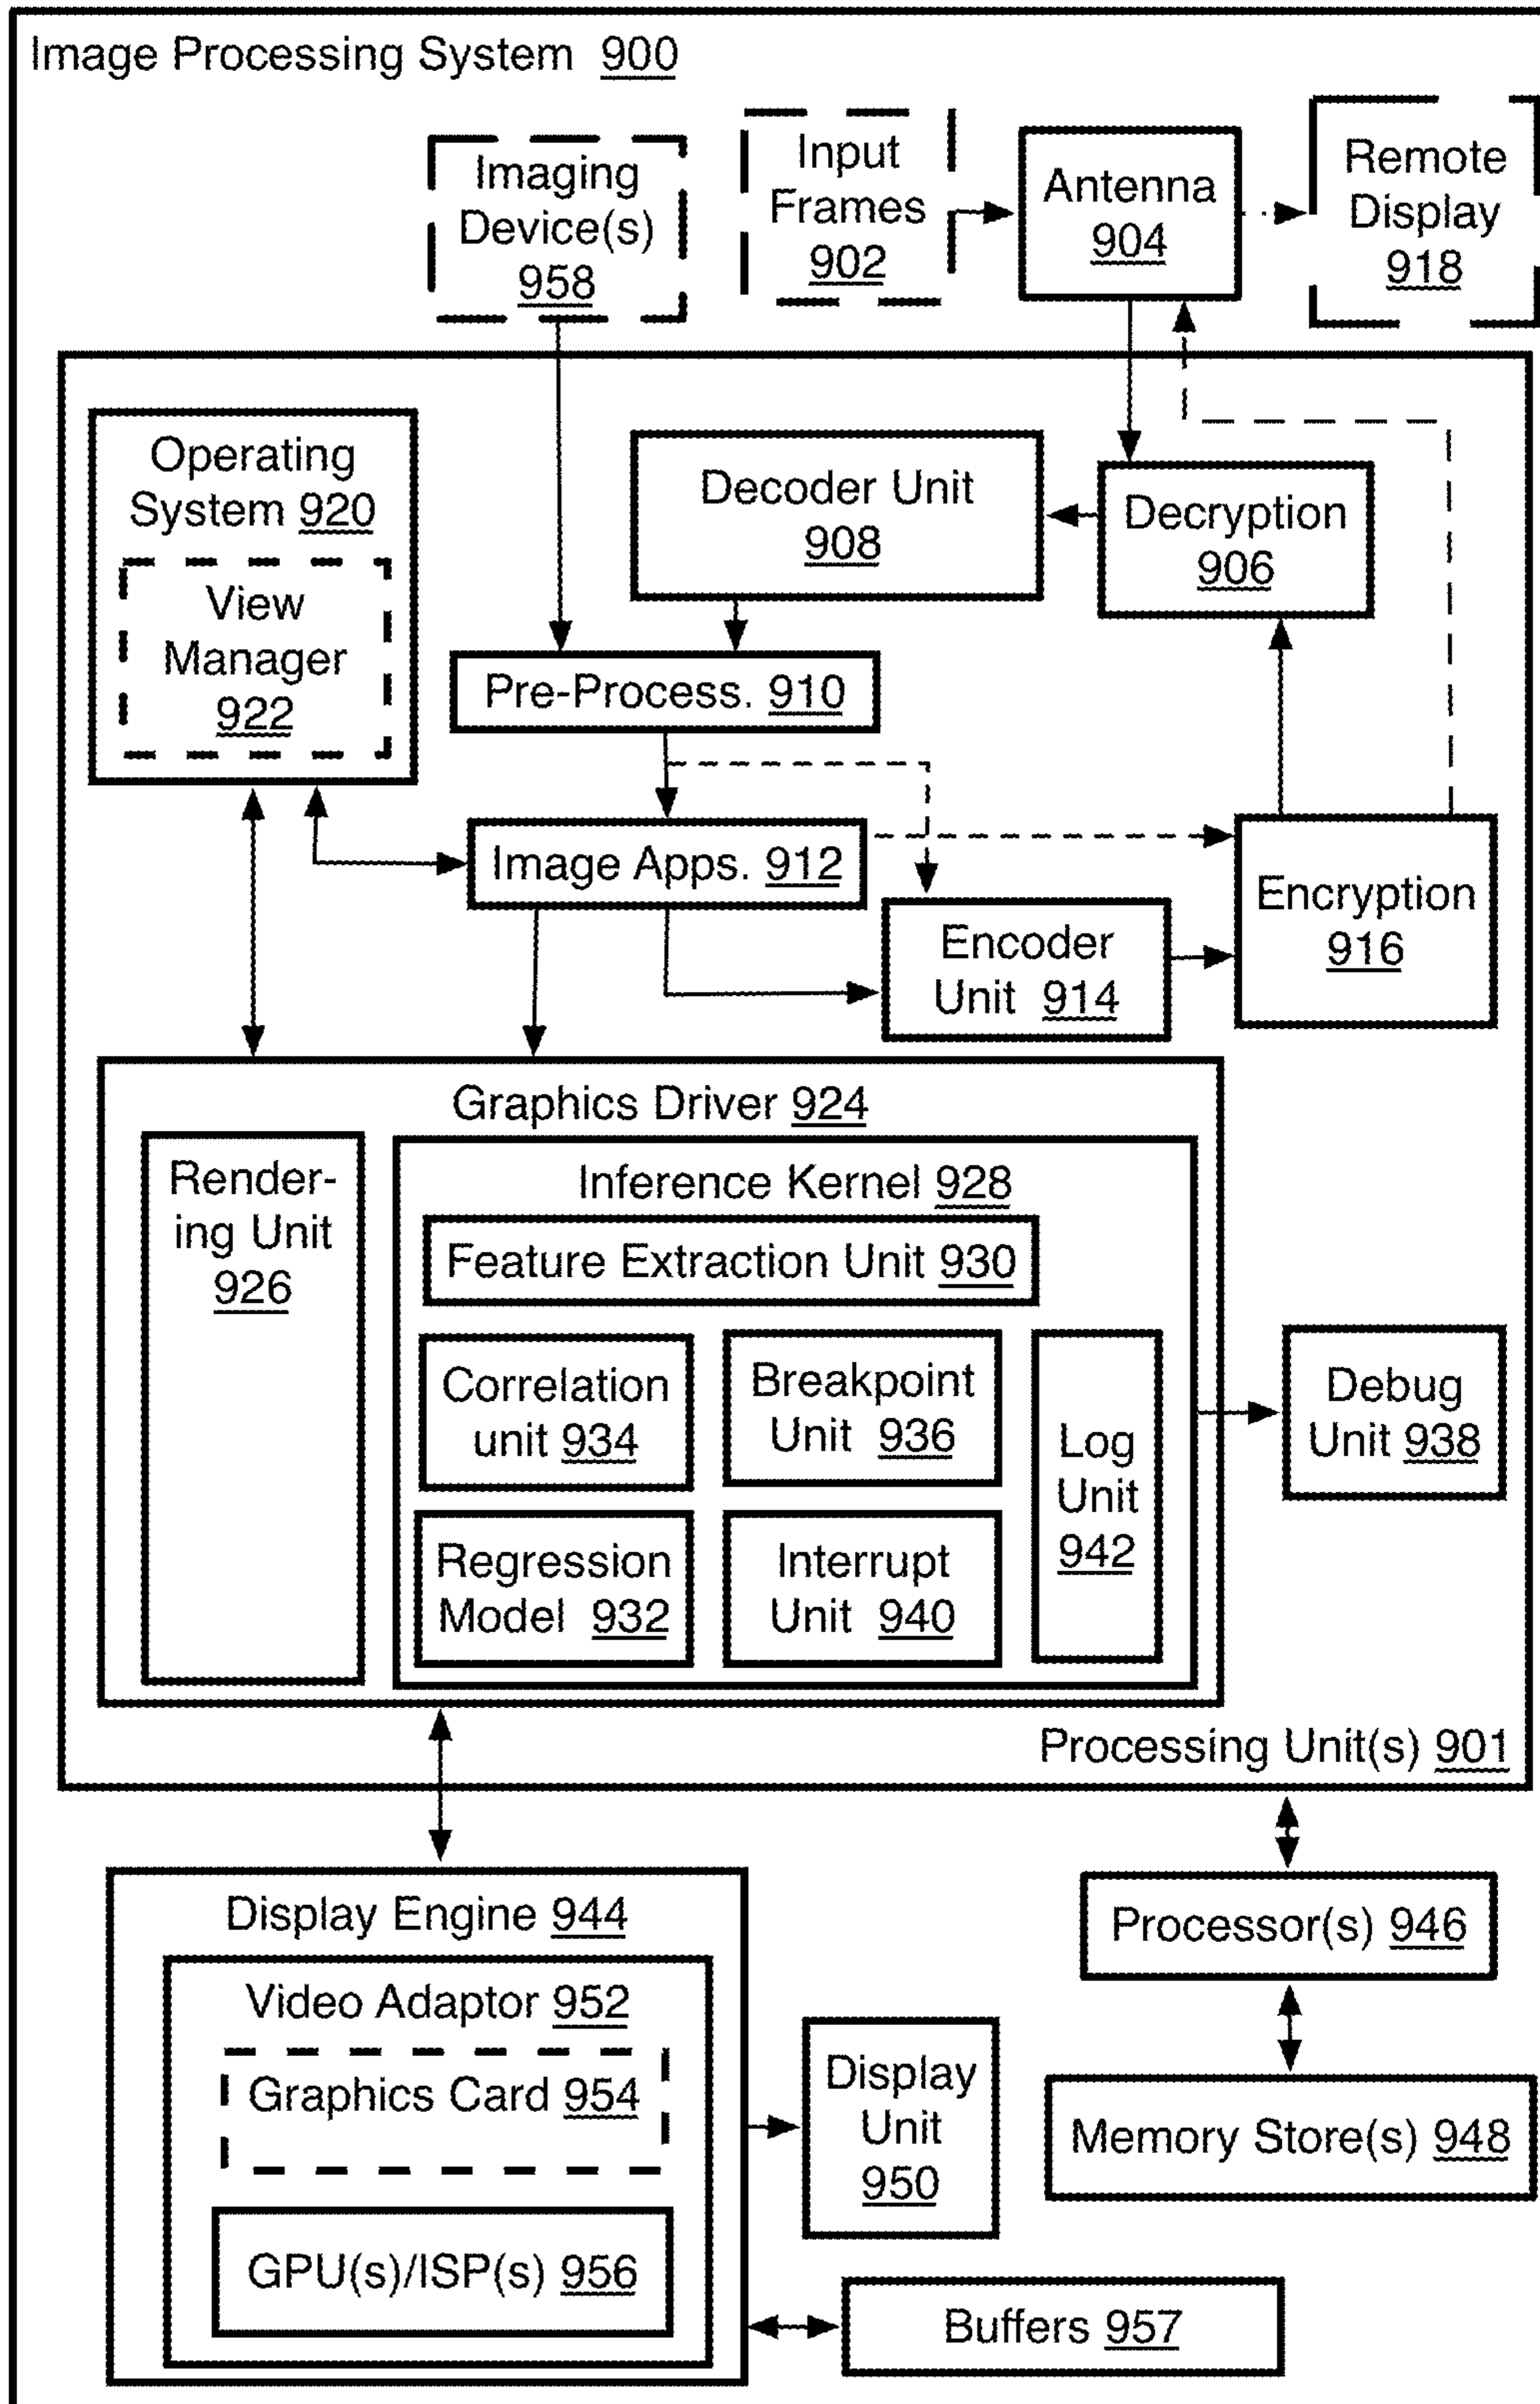 Image Processing System 900
Imaging
Device(s)
958
Input
Frames
902
Antenna
904
Remote
Display
918
Operating
System 920
View
Manager
922
Decoder Unit
908
Decryption
906
Pre-Process. 910
Image Apps. 912
Encoder
Unit 914
Encryption
916
Graphics Driver 924
Render-
ing Unit
926
Inference Kernel 928
Feature Extraction Unit 930
Correlation
unit 934
Breakpoint
Unit 936
Log
Unit
942
Regression
Model 932
Interrupt
Unit 940
Debug
Unit 938
Processing Unit(s) 901
Display Engine 944
Video Adaptor 952
Graphics Card 954
GPU(s)/ISP(s) 956
Display
Unit
950
Processor(s) 946
Memory Store(s) 948
Buffers 957